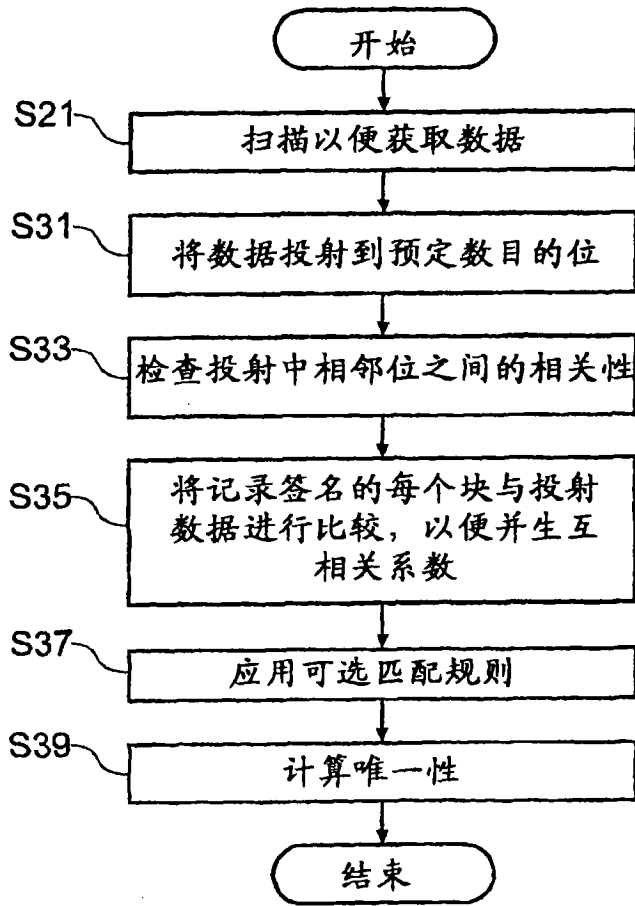 开始
S21
扫描以便获取数据
S31
将数据投射到预定数目的位
S33
检查投射中相邻位之间的相关性
S35
将记录签名的每个块与投射
数据进行比较，以便并生互
相关系数
S37
应用可选匹配规则
S39
计算唯一性
结束